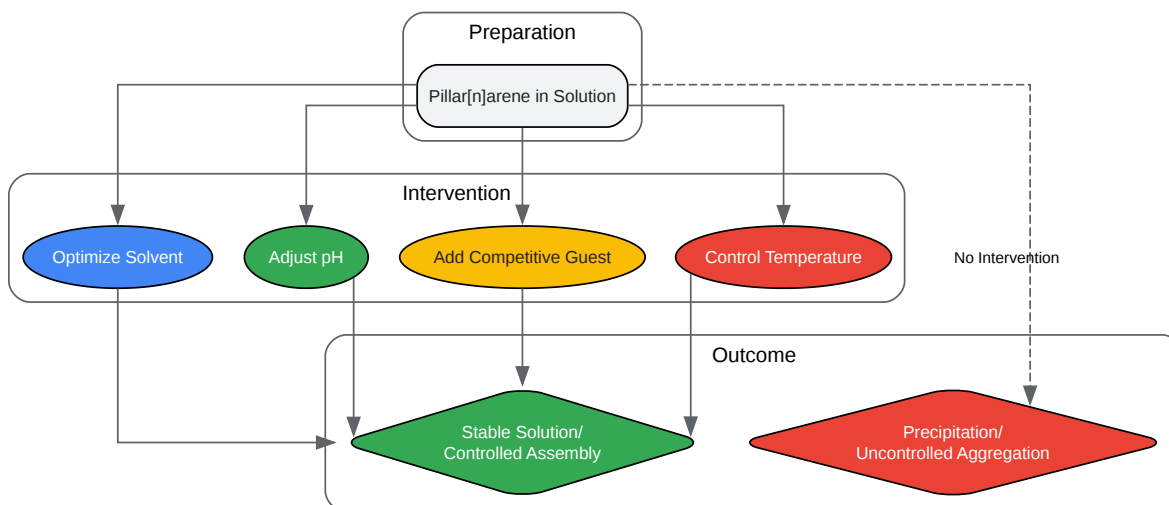 Preparation
Pillar[n]arene in Solution
Intervention
Optimize Solvent
Adjust pH
Add Competitive Guest
Control Temperature
No Intervention
Outcome
Stable Solution/
Controlled Assembly
Precipitation/
Uncontrolled Aggregation